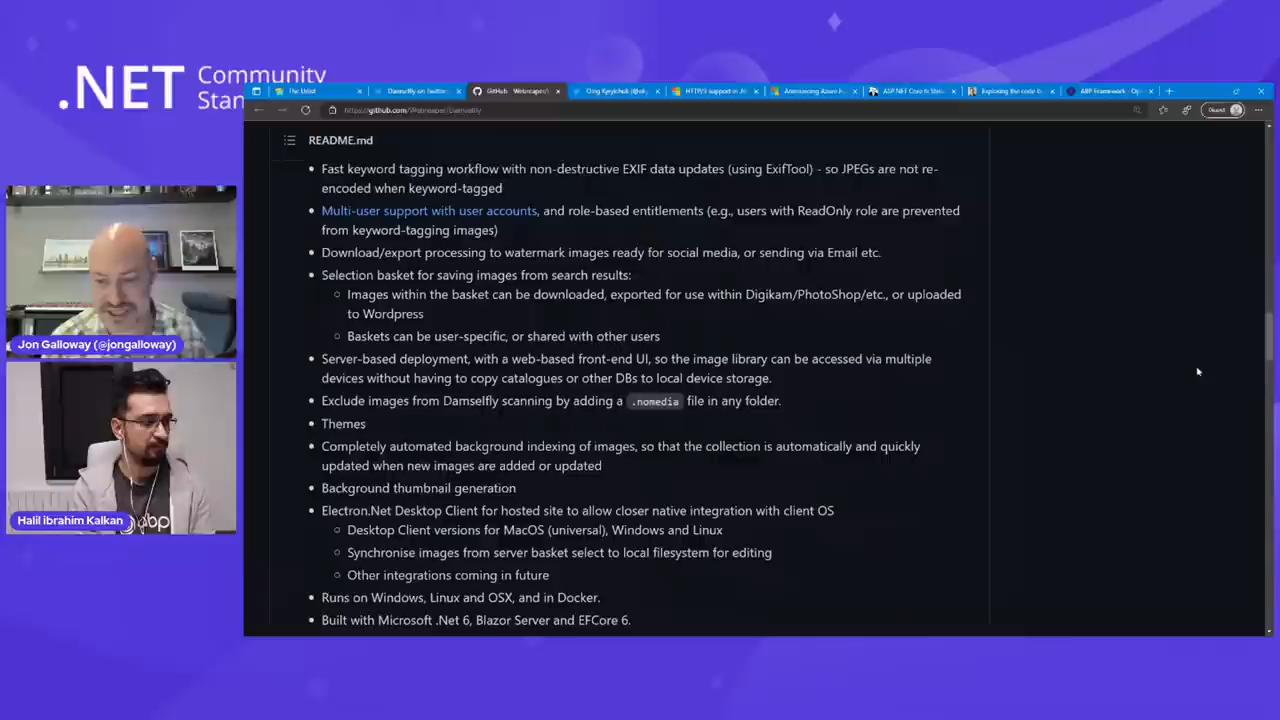 .NET Community
Stan
GitHub - Webreaper/
https://github.com/Webreaper/Damselfly
Guest
README.md
• Fast keyword tagging workflow with non-destructive EXIF data updates (using ExifTool) - so JPEGs are not re-
encoded when keyword-tagged
• Multi-user support with user accounts, and role-based entitlements (e.g., users with ReadOnly role are prevented
from keyword-tagging images)
• Download/export processing to watermark images ready for social media, or sending via Email etc.
• Selection basket for saving images from search results:
○ Images within the basket can be downloaded, exported for use within Digikam/PhotoShop/etc., or uploaded
to Wordpress
○ Baskets can be user-specific, or shared with other users
• Server-based deployment, with a web-based front-end UI, so the image library can be accessed via multiple
devices without having to copy catalogues or other DBs to local device storage.
• Exclude images from Damselfly scanning by adding a .nomedia file in any folder.
• Themes
• Completely automated background indexing of images, so that the collection is automatically and quickly
updated when new images are added or updated
• Background thumbnail generation
• Electron.Net Desktop Client for hosted site to allow closer native integration with client OS
○ Desktop Client versions for MacOS (universal), Windows and Linux
○ Synchronise images from server basket select to local filesystem for editing
○ Other integrations coming in future
• Runs on Windows, Linux and OSX, and in Docker.
• Built with Microsoft .Net 6, Blazor Server and EFCore 6.
Jon Galloway (@jongalloway)
abp
Halil ibrahim Kalkan